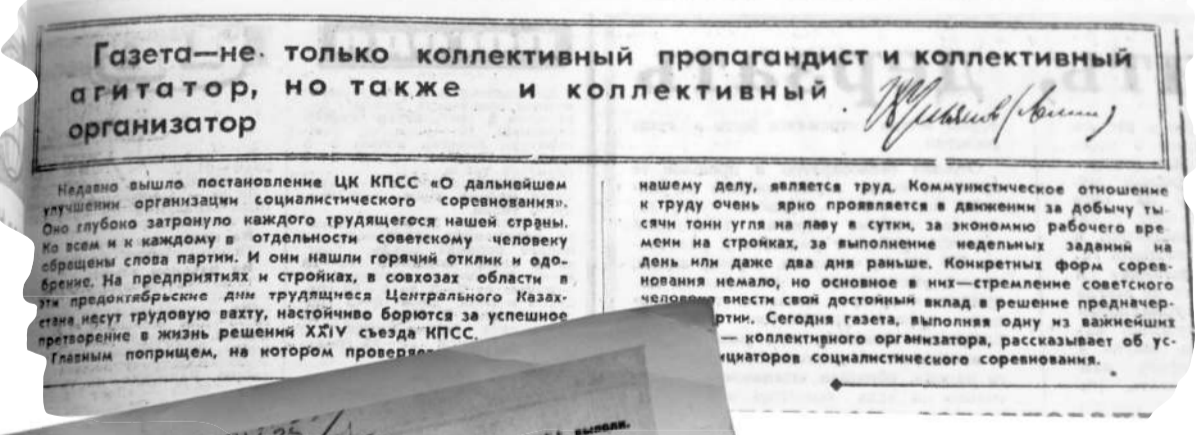 Газета—не только коллективный пропагандист и коллективный
агитатор, но также и коллективный
организатор
Недавно вышло постановление ЦК КПСС «О дальнейшем
улучшении организации социалистического соревнования».
Оно глубоко затронуло каждого трудящегося нашей страны.
Ко всем и к каждому в отдельности советскому человеку
обращены слова партии. И они нашли горячий отклик и одо-
брение. На предприятиях и стройках, в совхозах области в
эти предоктябрьские дни трудящиеся Центрального Казах-
стана несут трудовую вахту, настойчиво борются за успешное
претворение в жизнь решений XXIV съезда КПСС.
Главным поприщем, на котором
нашему делу, является труд. Коммунистическое отношение
к труду очень ярко проявляется в движении за добычу ты-
сячи тонн угля на лаву в сутки, за экономию рабочего вре
мени на стройках, за выполнение недельных заданий на
день или даже два дня раньше. Конкретных форм сорев-
нования немало, но основное в них—стремление советского
человека внести свой достойный вклад в решение предначер-
Сегодня газета, выполняя одну из важнейших
— коллективного организатора, рассказывает об ус-
социалистического соревнования.